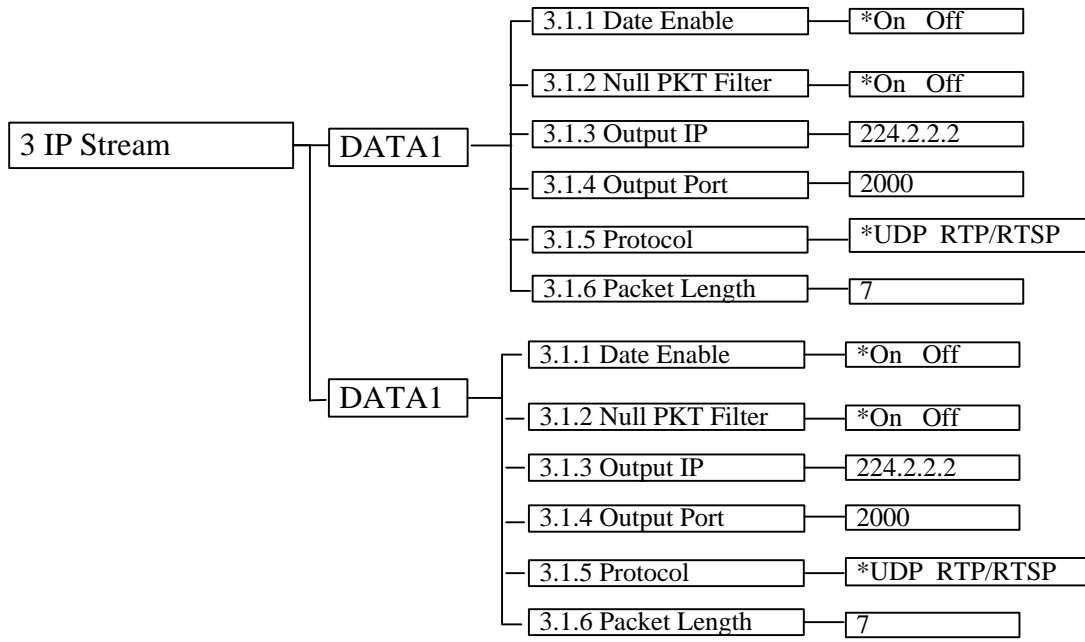 3 IP Stream
DATA1
3.1.1 Date Enable
*On Off
3.1.2 Null PKT Filter
*On Off
3.1.3 Output IP
224.2.2.2
3.1.4 Output Port
2000
3.1.5 Protocol
*UDP RTP/RTSP
3.1.6 Packet Length
7
DATA1
3.1.1 Date Enable
*On Off
3.1.2 Null PKT Filter
*On Off
3.1.3 Output IP
224.2.2.2
3.1.4 Output Port
2000
3.1.5 Protocol
*UDP RTP/RTSP
3.1.6 Packet Length
7